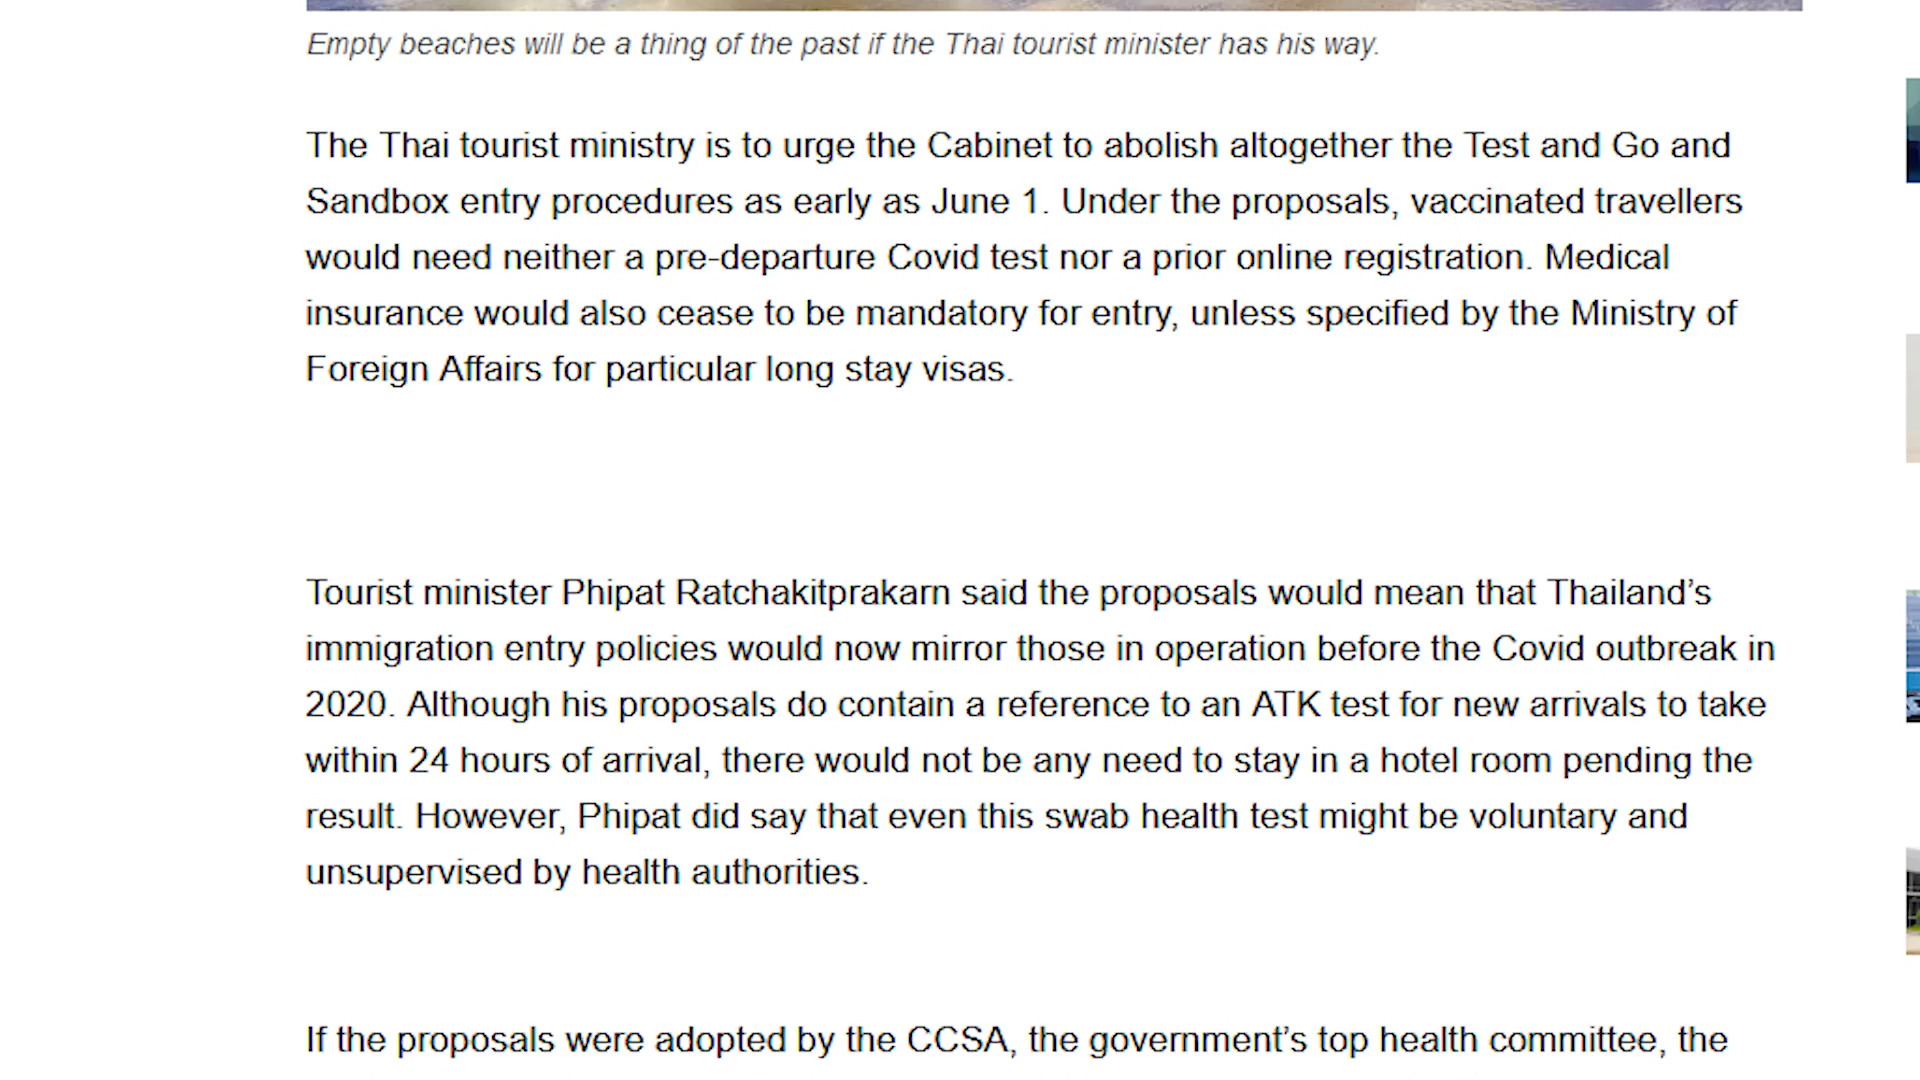 Empty beaches will be a thing of the past if the Thai tourist minister has his way.
The Thai tourist ministry is to urge the Cabinet to abolish altogether the Test and Go and
Sandbox entry procedures as early as June 1. Under the proposals, vaccinated travellers
would need neither a pre-departure Covid test nor a prior online registration. Medical
insurance would also cease to be mandatory for entry, unless specified by the Ministry of
Foreign Affairs for particular long stay visas.
Tourist minister Phipat Ratchakitprakarn said the proposals would mean that Thailand’s
immigration entry policies would now mirror those in operation before the Covid outbreak in
2020. Although his proposals do contain a reference to an ATK test for new arrivals to take
within 24 hours of arrival, there would not be any need to stay in a hotel room pending the
result. However, Phipat did say that even this swab health test might be voluntary and
unsupervised by health authorities.
If the proposals were adopted by the CCSA, the government’s top health committee, the